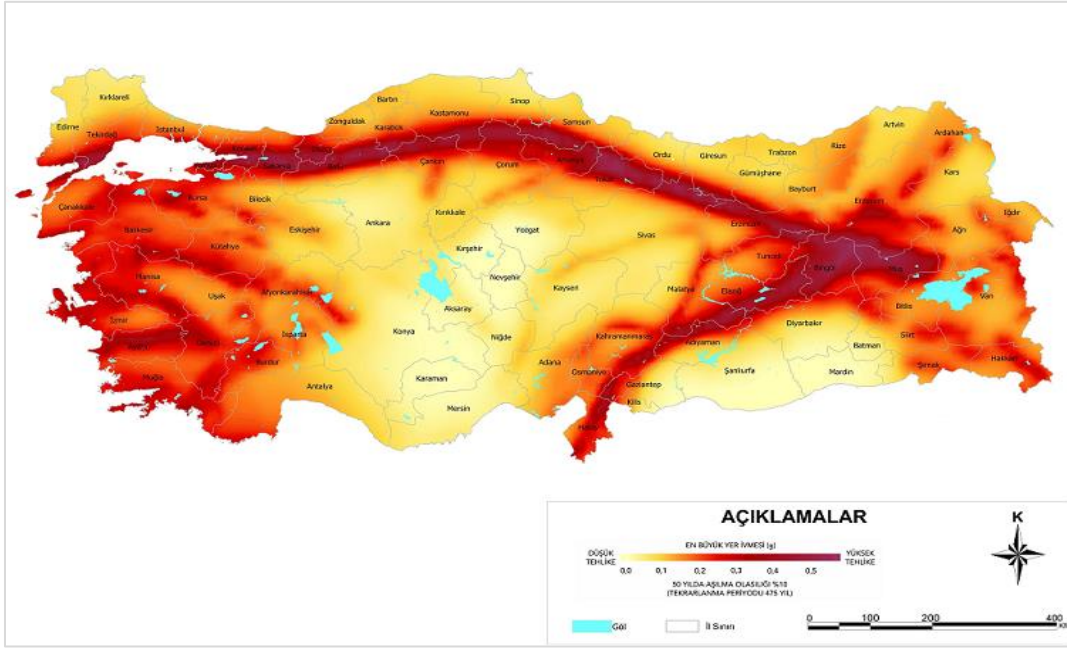 Kırklareli
Edirne
Tekirdağ
İstanbul
Zonguldak
Bartın
Karabük
Kastamonu
Sinop
Samsun
Ordu
Giresun
Trabzon
Rize
Artvin
Ardahan
Kars
Gümüşhane
Bayburt
Erzurum
Iğdır
Ağrı
Çanakkale
Balıkesir
Bursa
Bilecik
Kütahya
Eskişehir
Ankara
Çankırı
Çorum
Amasya
Kırıkkale
Kırşehir
Yozgat
Sivas
Erzincan
Tunceli
Bingöl
Muş
Manisa
Uşak
Afyonkarahisar
Nevşehir
Kayseri
Malatya
Elazığ
Bitlis
Van
İzmir
Aydın
Denizli
Isparta
Burdur
Konya
Aksaray
Niğde
Kahramanmaraş
Adıyaman
Diyarbakır
Batman
Siirt
Şırnak
Hakkari
Muğla
Antalya
Karaman
Mersin
Adana
Osmaniye
Gaziantep
Kilis
Hatay
Şanlıurfa
Mardin
AÇIKLAMALAR
K
EN BÜYÜK YER İVMESİ (g)
DÜŞÜK
TEHLİKE
YÜKSEK
TEHLİKE
0,0 0,1 0,2 0,3 0,4 0,5
50 YILDA AŞILMA OLASILIĞI %10
(TEKRARLANMA PERİYODU 475 YIL)
Göl
İl Sınırı
0 100 200 400